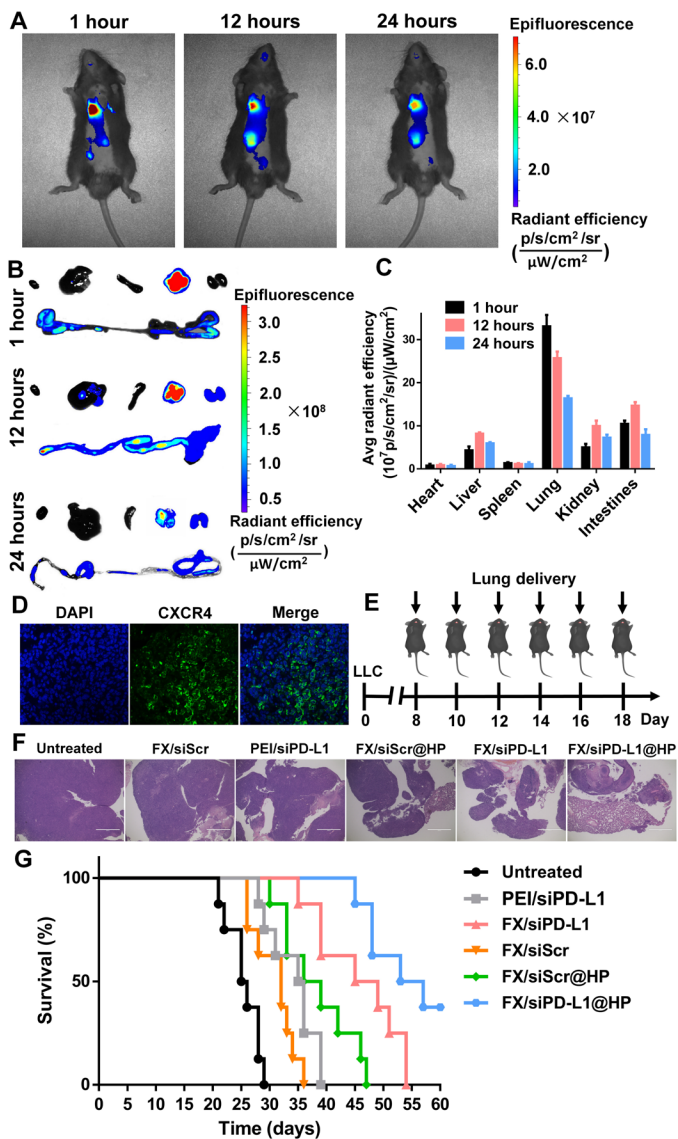 A
1 hour
12 hours
24 hours
Epifluorescence
6.0
4.0
×10⁷
2.0
Radiant efficiency
(p/s/cm²/sr
μW/cm²)
B
1 hour
12 hours
24 hours
Epifluorescence
3.0
2.5
2.0
×10⁸
1.5
1.0
0.5
Radiant efficiency
(p/s/cm²/sr
μW/cm²)
C
Avg radiant efficiency
(10⁷p/s/cm²/sr)/(μW/cm²)
30
20
10
0
1 hour
12 hours
24 hours
Heart
Liver
Spleen
Lung
Kidney
Intestines
D
DAPI
CXCR4
Merge
E
Lung delivery
LLC
0
8
10
12
14
16
18
Day
F
Untreated
FX/siScr
PEI/siPD-L1
FX/siScr@HP
FX/siPD-L1
FX/siPD-L1@HP
G
Survival (%)
100
50
0
0
5
10
15
20
25
30
35
40
45
50
55
60
Time (days)
Untreated
PEI/siPD-L1
FX/siPD-L1
FX/siScr
FX/siScr@HP
FX/siPD-L1@HP